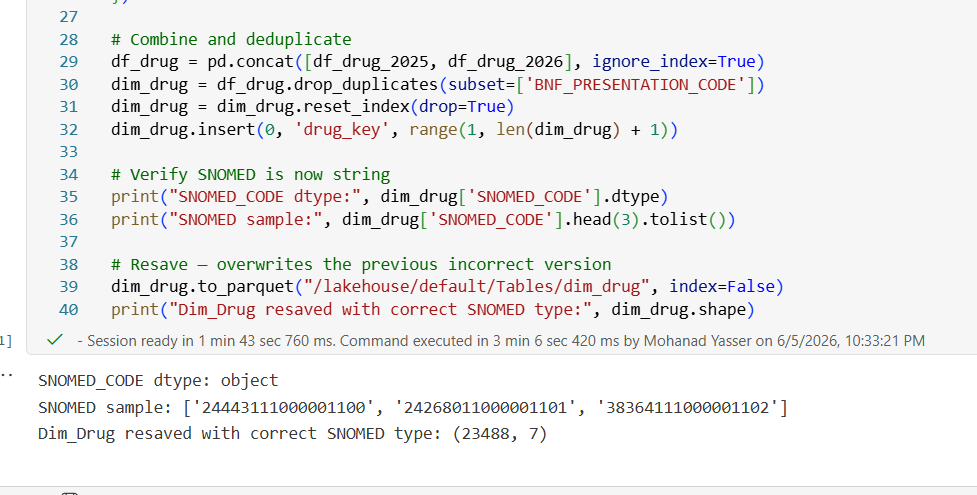 27
28 # Combine and deduplicate
29 df_drug = pd.concat([df_drug_2025, df_drug_2026], ignore_index=True)
30 dim_drug = df_drug.drop_duplicates(subset=['BNF_PRESENTATION_CODE'])
31 dim_drug = dim_drug.reset_index(drop=True)
32 dim_drug.insert(0, 'drug_key', range(1, len(dim_drug) + 1))
33
34 # Verify SNOMED is now string
35 print("SNOMED_CODE dtype:", dim_drug['SNOMED_CODE'].dtype)
36 print("SNOMED sample:", dim_drug['SNOMED_CODE'].head(3).tolist())
37
38 # Resave — overwrites the previous incorrect version
39 dim_drug.to_parquet("/lakehouse/default/Tables/dim_drug", index=False)
40 print("Dim_Drug resaved with correct SNOMED type:", dim_drug.shape)
1] - Session ready in 1 min 43 sec 760 ms. Command executed in 3 min 6 sec 420 ms by Mohanad Yasser on 6/5/2026, 10:33:21 PM
SNOMED_CODE dtype: object
SNOMED sample: ['24443111000001100', '24268011000001101', '38364111000001102']
Dim_Drug resaved with correct SNOMED type: (23488, 7)